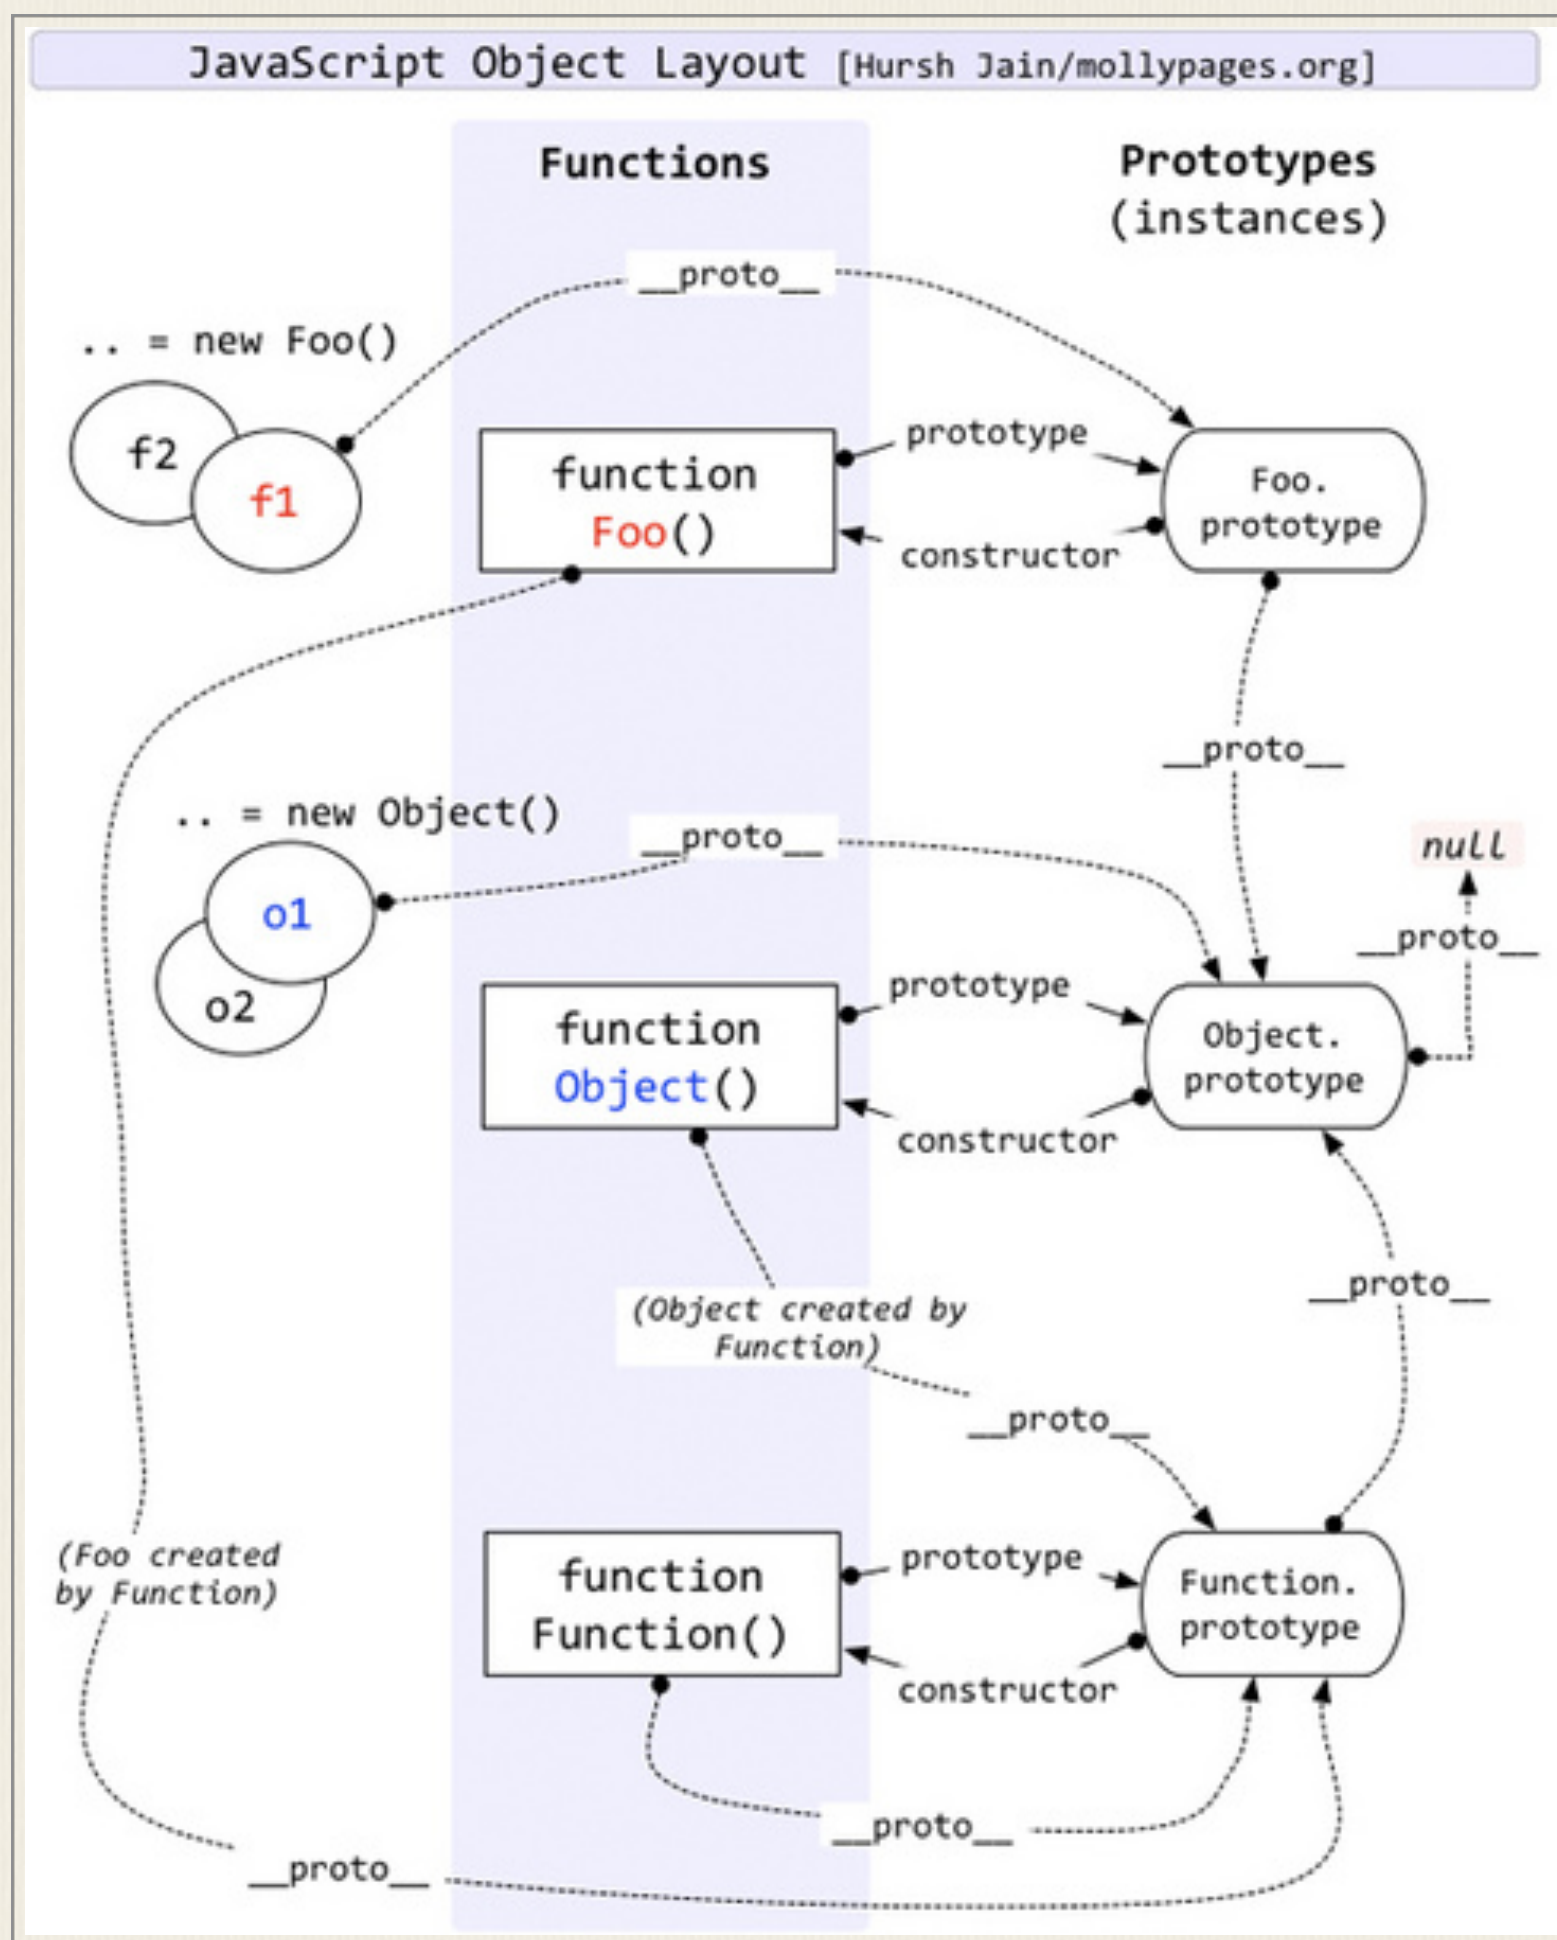 JavaScript Object Layout [Hursh Jain/mollypages.org]
Functions
Prototypes
(instances)
__proto__
.. = new Foo()
f2
f1
function
Foo()
prototype
constructor
Foo.
prototype
__proto__
.. = new Object()
__proto__
null
__proto__
o1
o2
function
Object()
prototype
constructor
Object.
prototype
(Object created by
Function)
__proto__
__proto__
(Foo created
by Function)
function
Function()
prototype
constructor
Function.
prototype
__proto__
__proto__